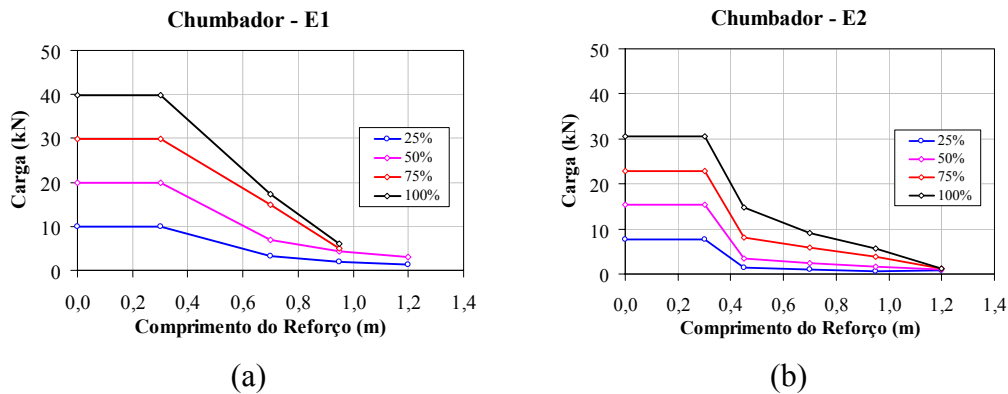 Chumbador - E1
Carga (kN)
50
40
30
20
10
0
25%
50%
75%
100%
0,0 0,2 0,4 0,6 0,8 1,0 1,2 1,4
Comprimento do Reforço (m)
(a)
Chumbador - E2
Carga (kN)
50
40
30
20
10
0
25%
50%
75%
100%
0,0 0,2 0,4 0,6 0,8 1,0 1,2 1,4
Comprimento do Reforço (m)
(b)